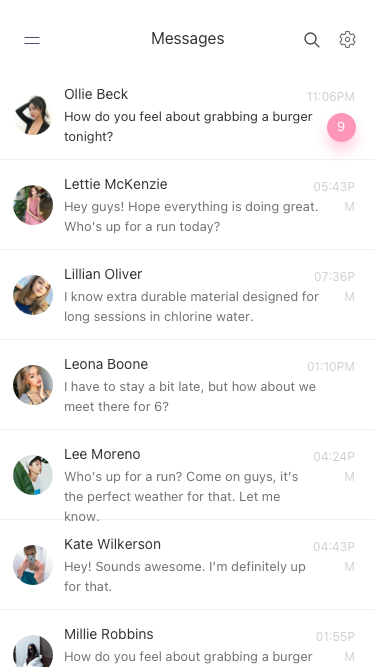 Messages
Ollie Beck
11:06PM
How do you feel about grabbing a burger
tonight?
9
Lettie McKenzie
05:43P
M
Hey guys! Hope everything is doing great.
Who’s up for a run today?
Lillian Oliver
07:36P
M
I know extra durable material designed for
long sessions in chlorine water.
Leona Boone
01:10PM
I have to stay a bit late, but how about we
meet there for 6?
Lee Moreno
04:24P
M
Who’s up for a run? Come on guys, it’s
the perfect weather for that. Let me
know.
Kate Wilkerson
04:43P
M
Hey! Sounds awesome. I’m definitely up
for that.
Millie Robbins
01:55P
M
How do you feel about grabbing a burger